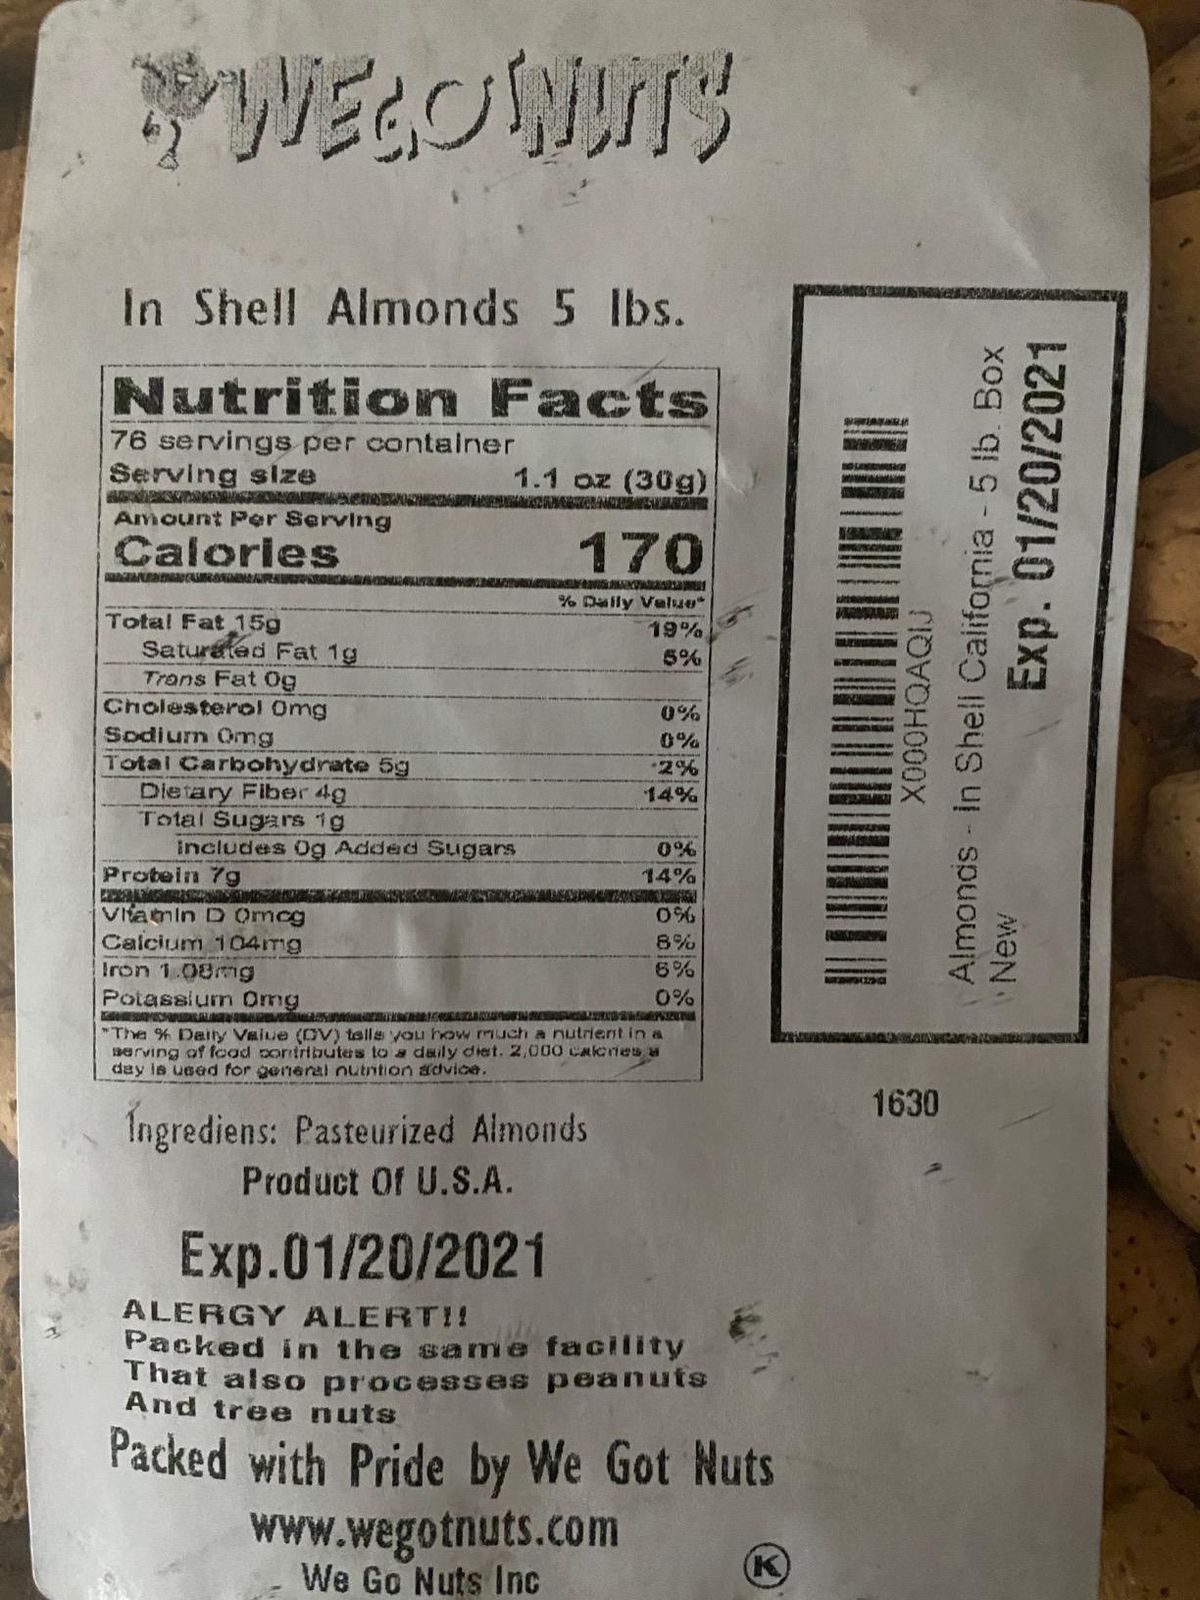 WE GO NUTS
In Shell Almonds 5 lbs.
Nutrition Facts
76 servings per container
Serving size 1.1 oz (30g)
Amount Per Serving
Calories 170
% Daily Value*
Total Fat 15g 19%
Saturated Fat 1g 5%
Trans Fat 0g
Cholesterol 0mg 0%
Sodium 0mg 0%
Total Carbohydrate 5g 2%
Dietary Fiber 4g 14%
Total Sugars 1g
Includes 0g Added Sugars 0%
Protein 7g 14%
Vitamin D 0mcg 0%
Calcium 104mg 8%
Iron 1.08mg 6%
Potassium 0mg 0%
*The % Daily Value (DV) tells you how much a nutrient in a
serving of food contributes to a daily diet. 2,000 calories a
day is used for general nutrition advice.
Ingrediens: Pasteurized Almonds
Product Of U.S.A.
Exp.01/20/2021
ALERGY ALERT!!
Packed in the same facility
That also processes peanuts
And tree nuts
Packed with Pride by We Got Nuts
www.wegotnuts.com
We Go Nuts Inc
K
X000HQAQIJ
Almonds - In Shell California - 5 lb. Box
New
Exp. 01/20/2021
1630